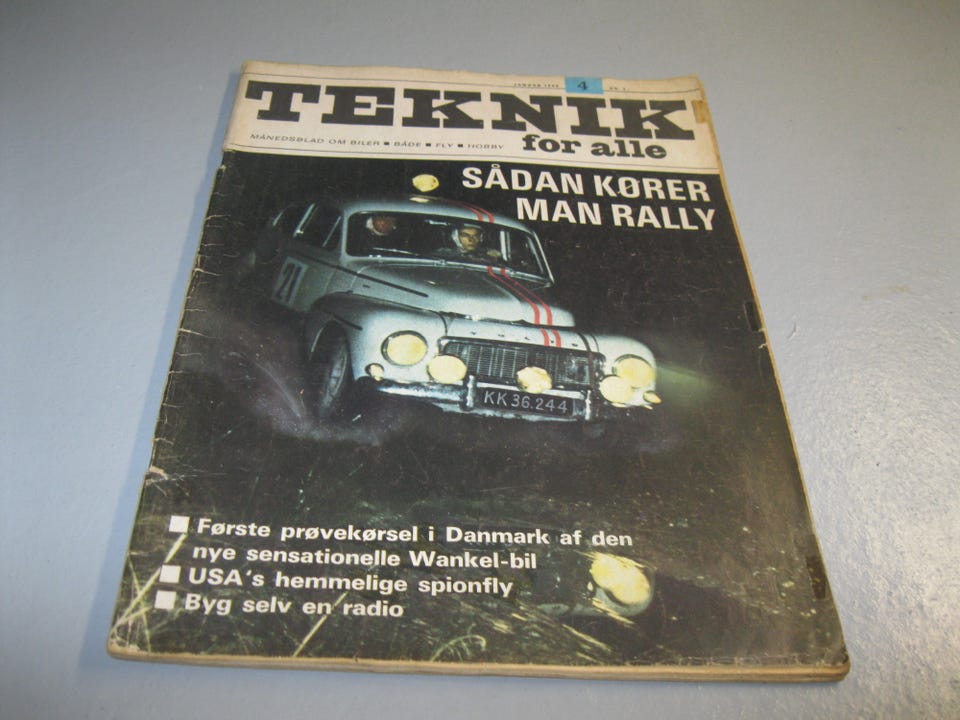 JANUAR
4
TEKNIK
for alle
MÅNEDSBLAD OM BILER ■ BÅDE ■ FLY ■ HOBBY
SÅDAN KØRER
MAN RALLY
21
KK 36.244
■ Første prøvekørsel i Danmark af den
nye sensationelle Wankel-bil
■ USA's hemmelige spionfly
■ Byg selv en radio